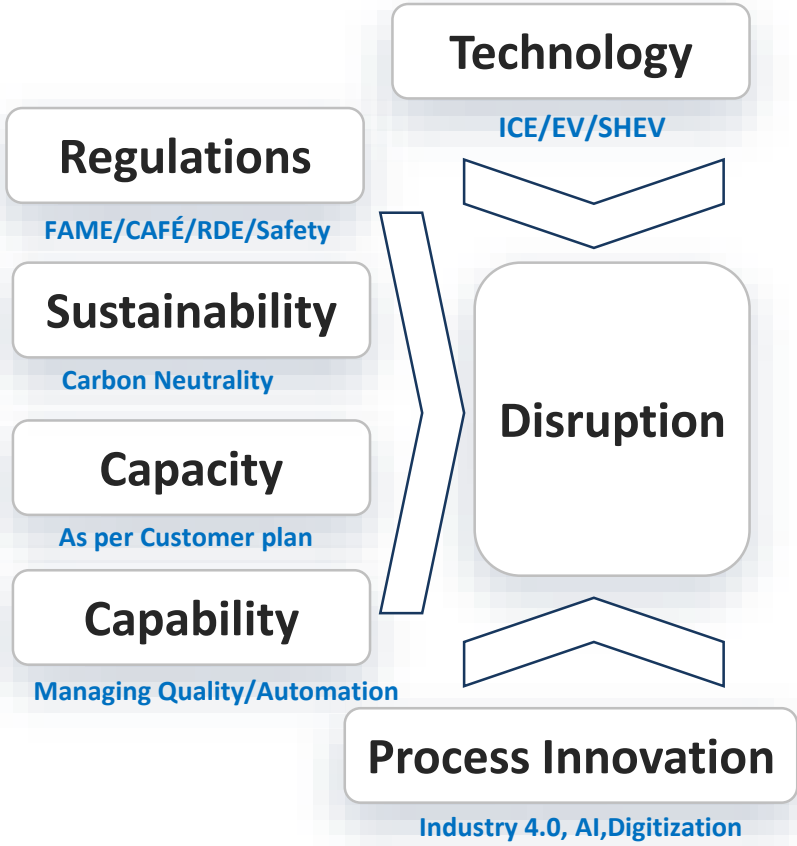 Technology
ICE/EV/SHEV
Regulations
FAME/CAFÉ/RDE/Safety
Sustainability
Carbon Neutrality
Capacity
As per Customer plan
Capability
Managing Quality/Automation
Disruption
Process Innovation
Industry 4.0, AI,Digitization